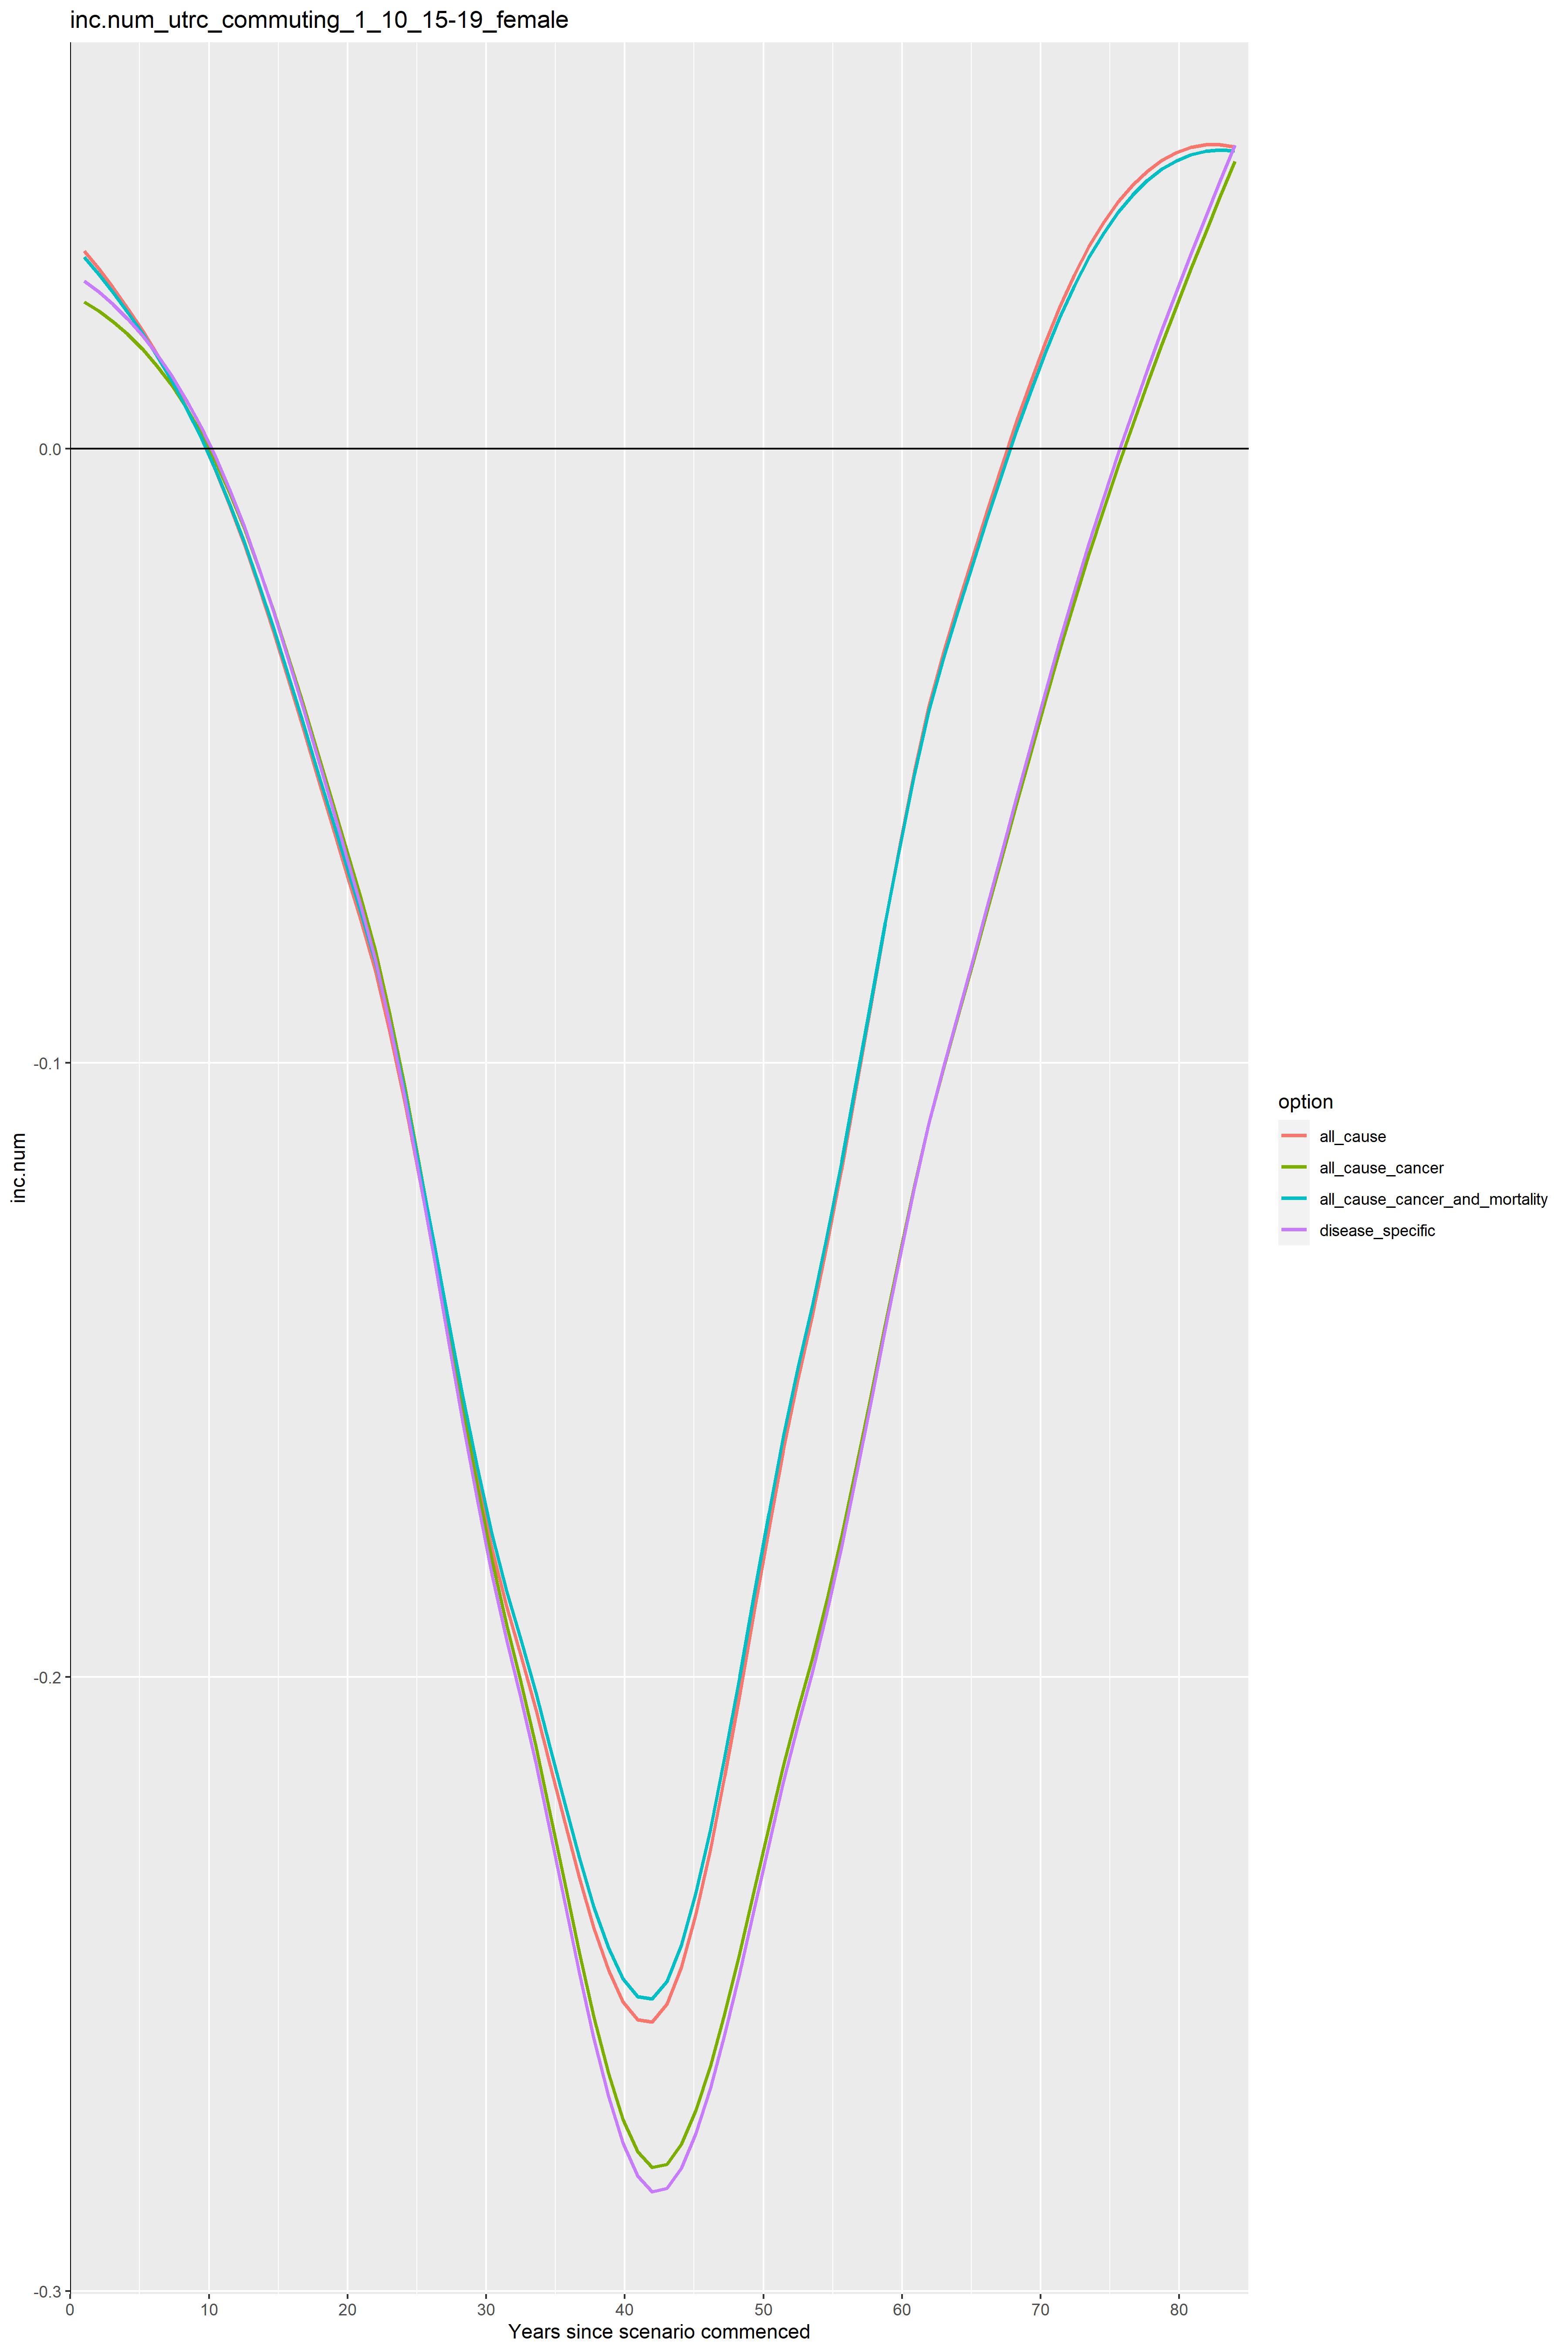 inc.num_utrc_commuting_1_10_15-19_female
0.0
-0.1
-0.2
-0.3
inc.num
0 10 20 30 40 50 60 70 80
Years since scenario commenced
option
all_cause
all_cause_cancer
all_cause_cancer_and_mortality
disease_specific